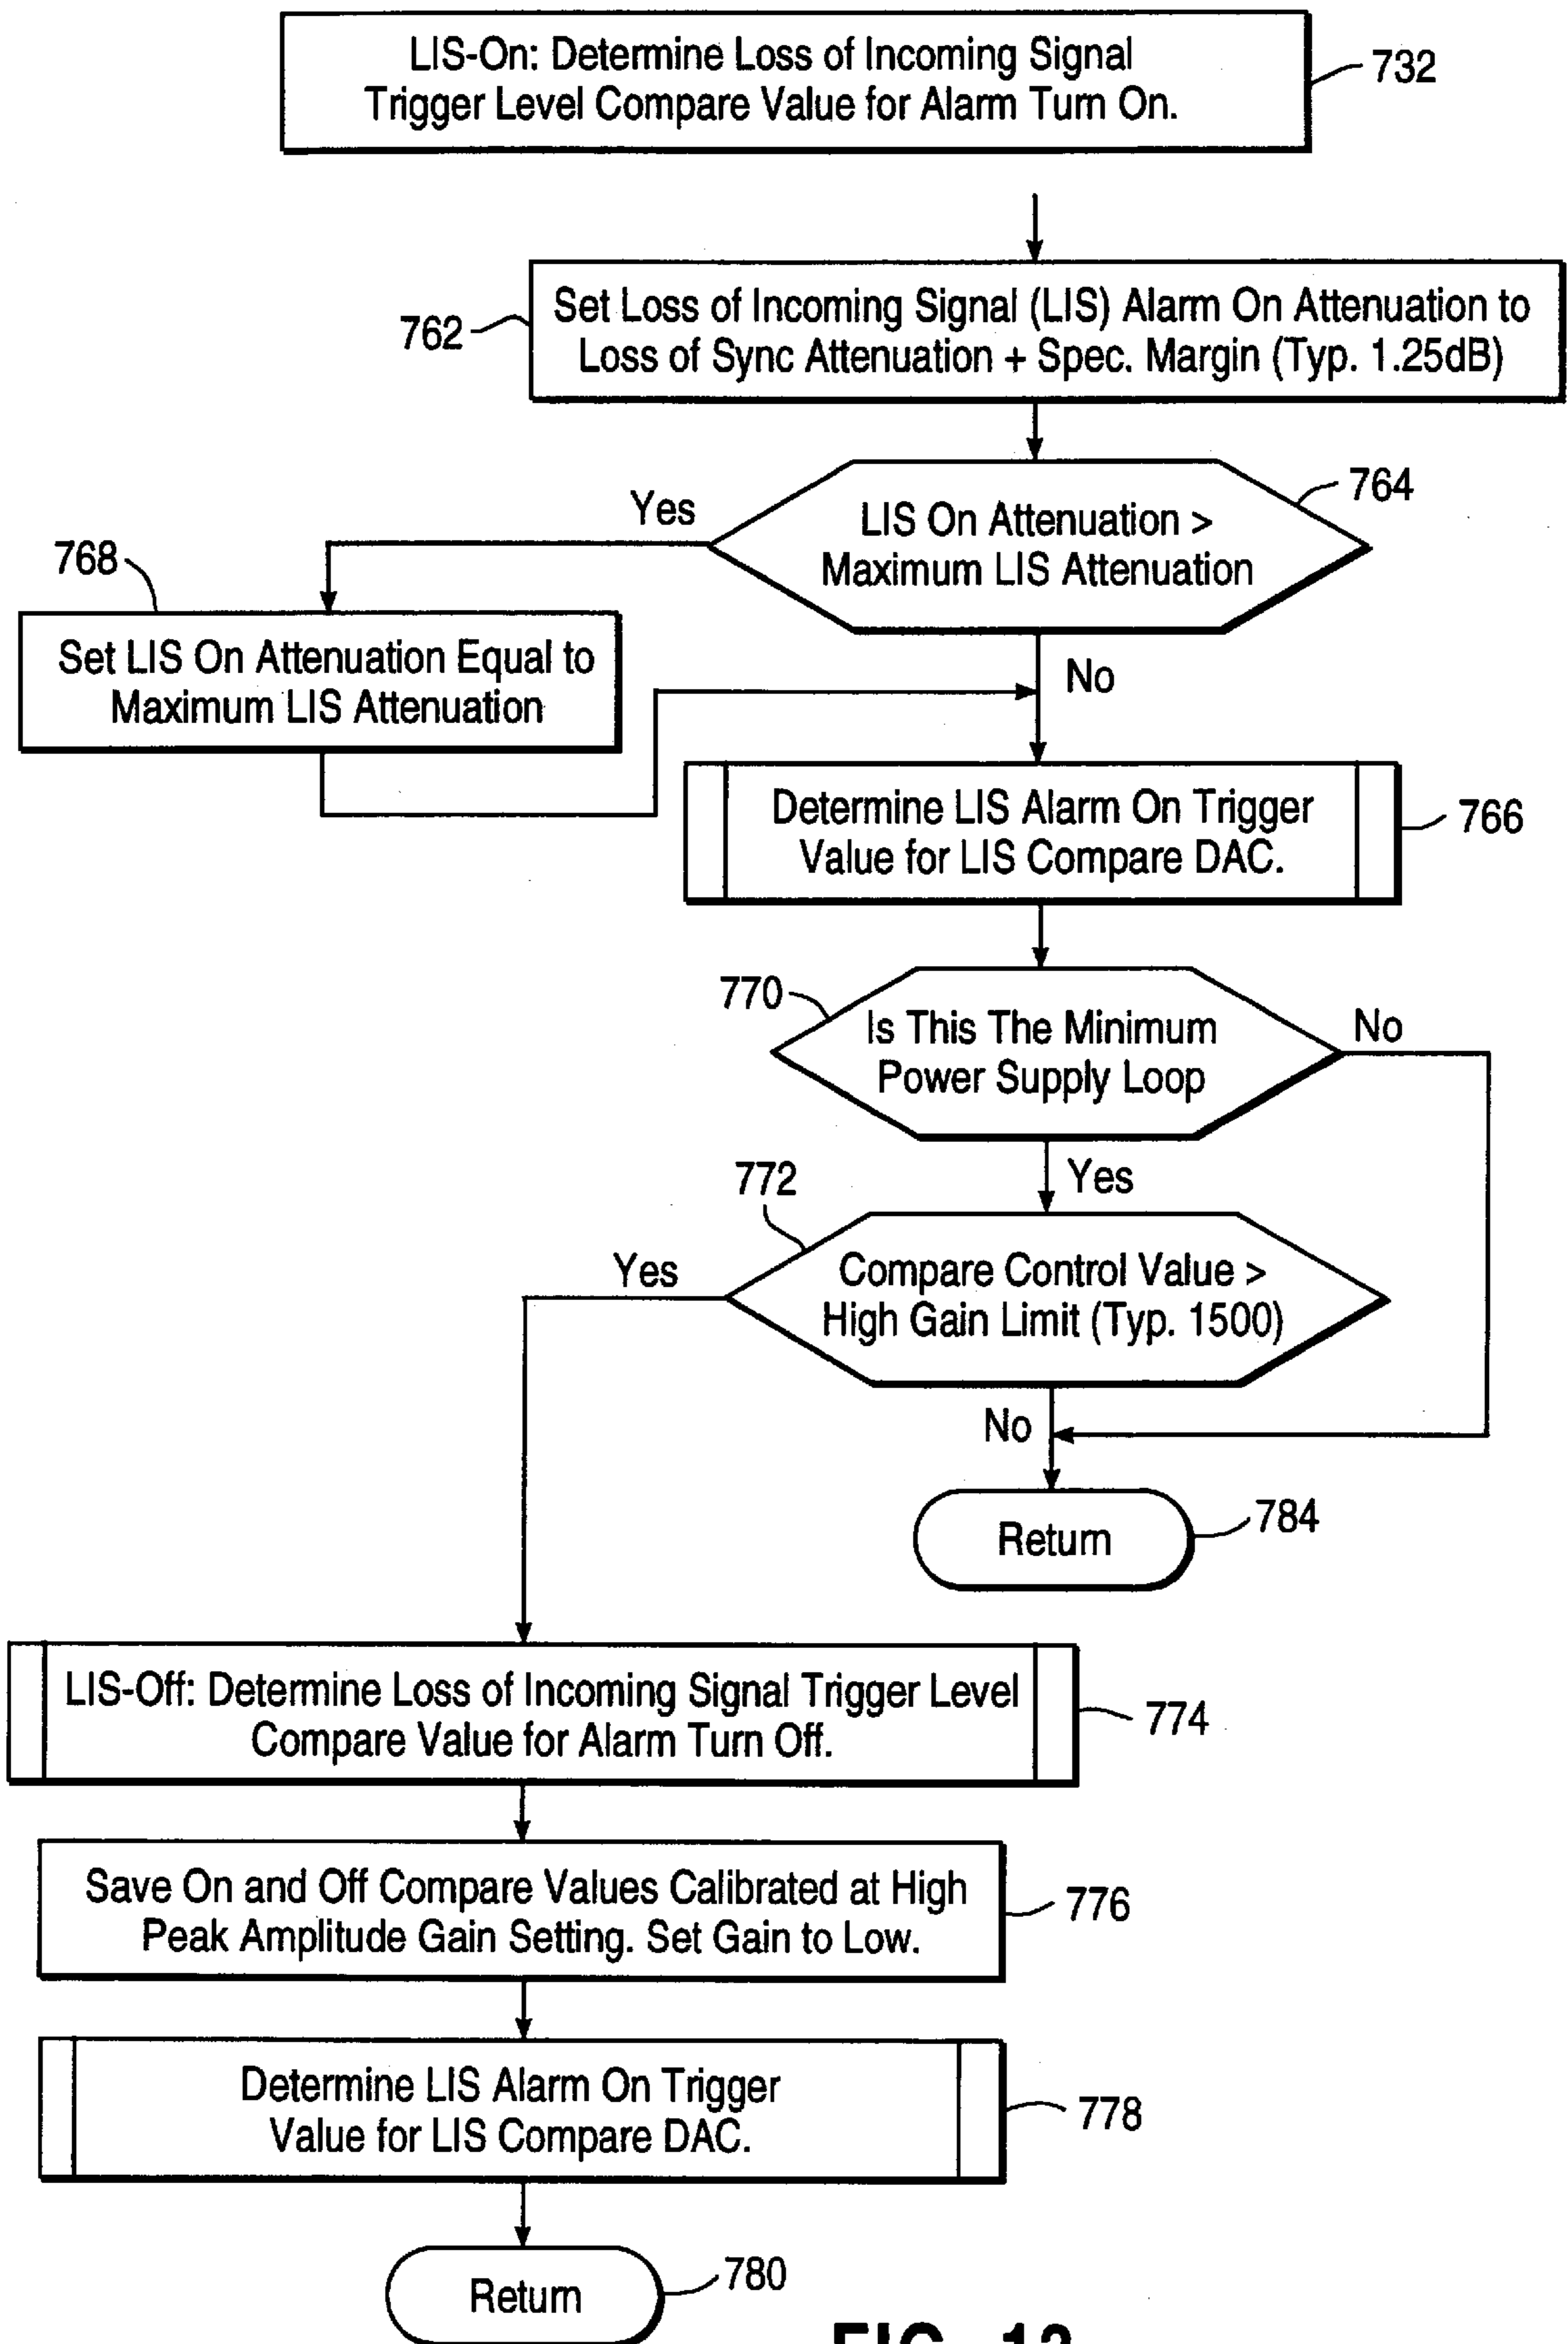 LIS-On: Determine Loss of Incoming Signal
Trigger Level Compare Value for Alarm Turn On.
732
Set Loss of Incoming Signal (LIS) Alarm On Attenuation to
Loss of Sync Attenuation + Spec. Margin (Typ. 1.25dB)
762
LIS On Attenuation >
Maximum LIS Attenuation
764
Yes
768
Set LIS On Attenuation Equal to
Maximum LIS Attenuation
No
Determine LIS Alarm On Trigger
Value for LIS Compare DAC.
766
770
Is This The Minimum
Power Supply Loop
No
Yes
772
Compare Control Value >
High Gain Limit (Typ. 1500)
Yes
No
Return
784
LIS-Off: Determine Loss of Incoming Signal Trigger Level
Compare Value for Alarm Turn Off.
774
Save On and Off Compare Values Calibrated at High
Peak Amplitude Gain Setting. Set Gain to Low.
776
Determine LIS Alarm On Trigger
Value for LIS Compare DAC.
778
Return
780